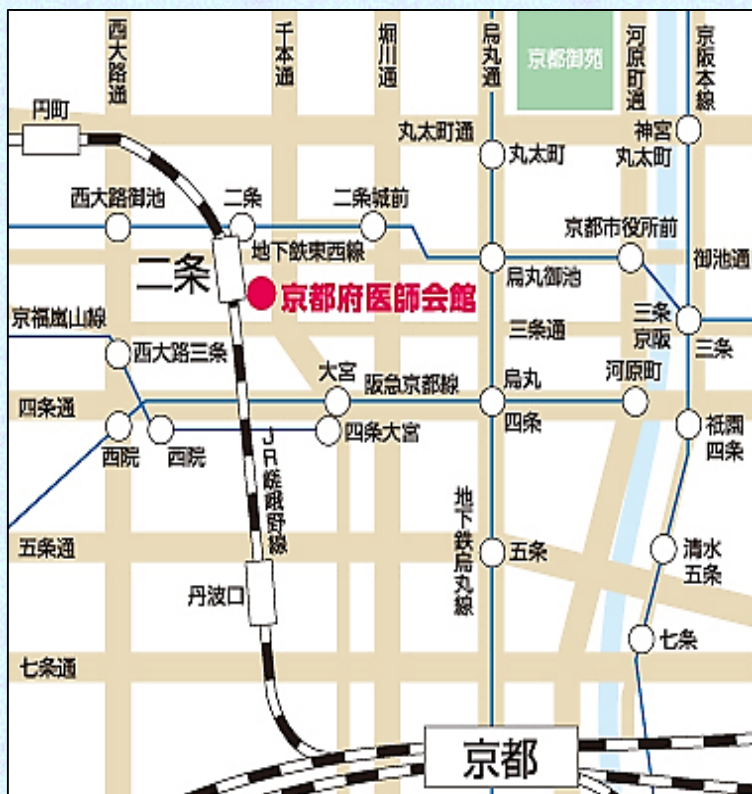 西大路通
千本通
堀川通
烏丸通
京都御苑
河原町通
京阪本線
円町
丸太町通
丸太町
神宮
丸太町
西大路御池
二条
二条城前
京都市役所前
地下鉄東西線
御池通
二条
烏丸御池
京都府医師会館
京福嵐山線
三条
京阪
三条通
三条
西大路三条
大宮
阪急京都線
烏丸
河原町
四条通
四条
西院
西院
四条大宮
祇園
四条
JR嵯峨野線
地下鉄烏丸線
五条通
五条
清水
五条
丹波口
七条
七条通
京都